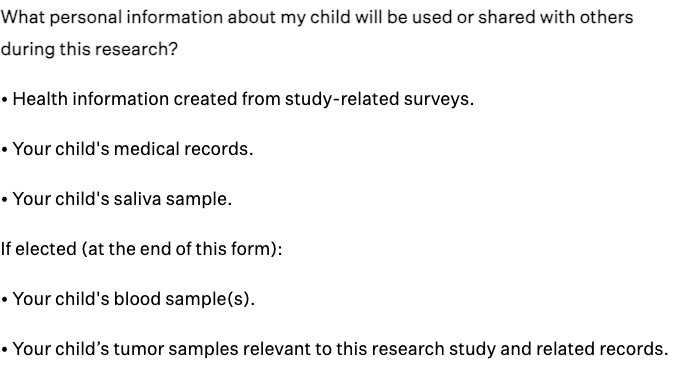 What personal information about my child will be used or shared with others
during this research?
• Health information created from study-related surveys.
• Your child's medical records.
• Your child's saliva sample.
If elected (at the end of this form):
• Your child's blood sample(s).
• Your child’s tumor samples relevant to this research study and related records.